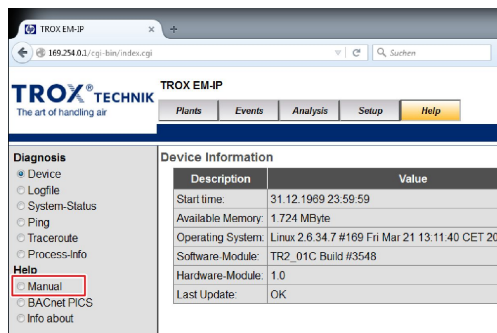 TROX EM-IP
169.254.0.1/cgi-bin/index.cgi
Suchen
TROX® TECHNIK
The art of handling air
TROX EM-IP
Plants Events Analysis Setup Help
Diagnosis
Device
Logfile
System-Status
Ping
Traceroute
Process-Info
Help
Manual
BACnet PICS
Info about
Device Information
Description Value
Start time: 31.12.1969 23:59:59
Available Memory: 1.724 MByte
Operating System: Linux 2.6.34.7 #169 Fri Mar 21 13:11:40 CET 20
Software-Module: TR2_01C Build #3548
Hardware-Module: 1.0
Last Update: OK